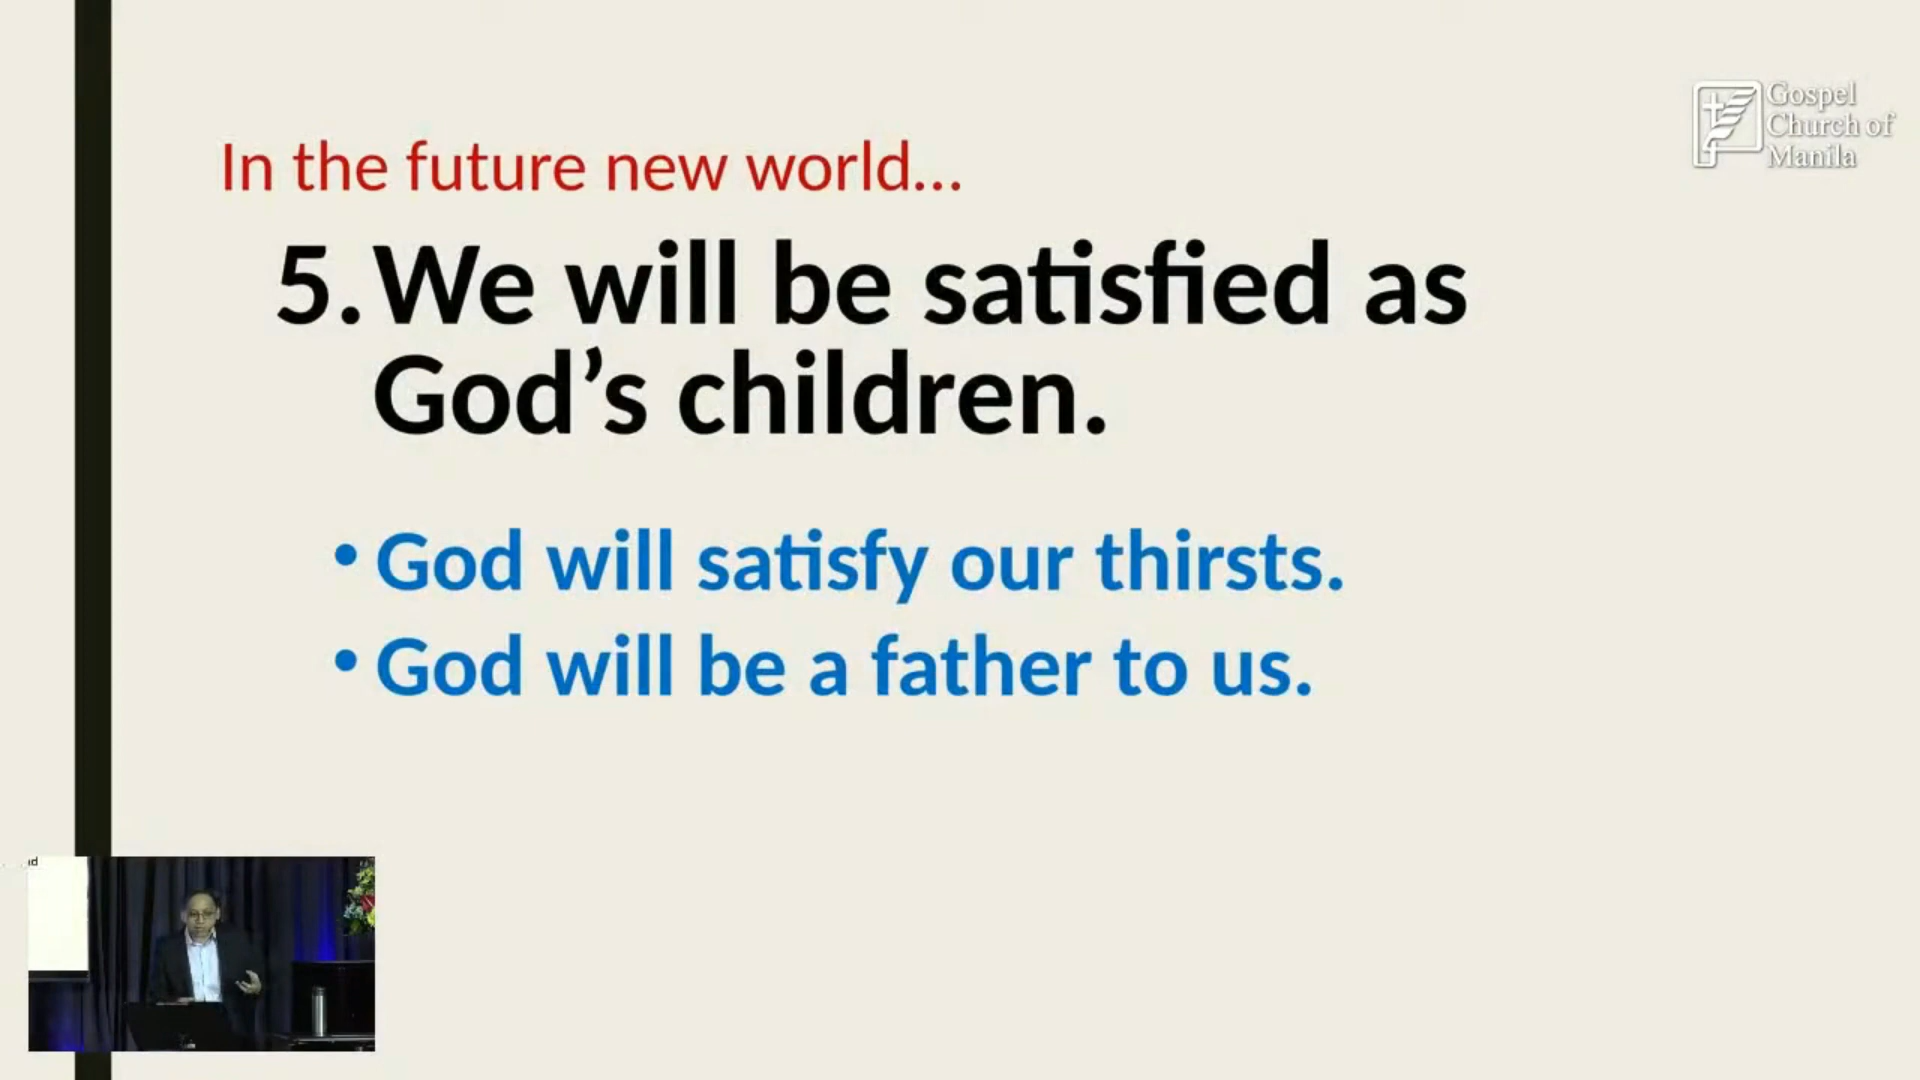 Gospel
Church of
Manila
In the future new world...
5. We will be satisfied as
God’s children.
• God will satisfy our thirsts.
• God will be a father to us.